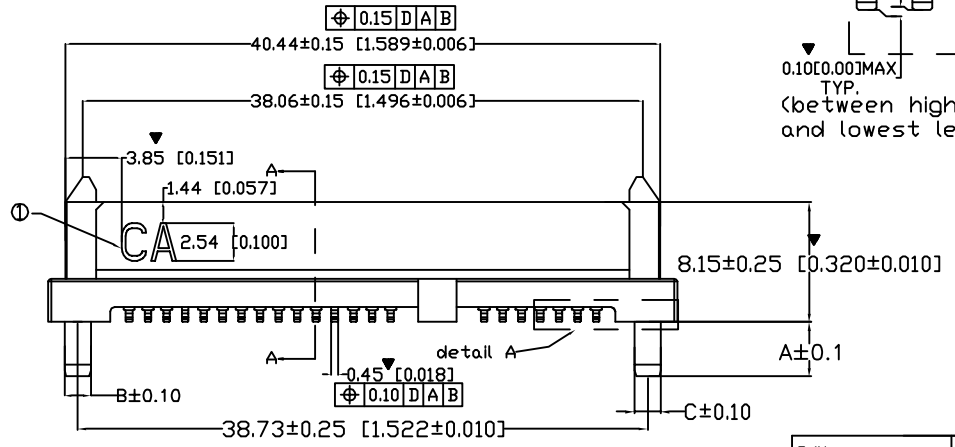 ⌖ 0.15 D A B
40.44±0.15 [1.589±0.006]
⌖ 0.15 D A B
38.06±0.15 [1.496±0.006]
0.10[0.00]MAX
TYP.
(between high
and lowest le
3.85 [0.151]
A
1.44 [0.057]
①
CA
2.54 [0.100]
8.15±0.25 [0.320±0.010]
detail A
A
A±0.1
0.45 [0.018]
B±0.10
⌖ 0.10 D A B
C±0.10
38.73±0.25 [1.522±0.010]